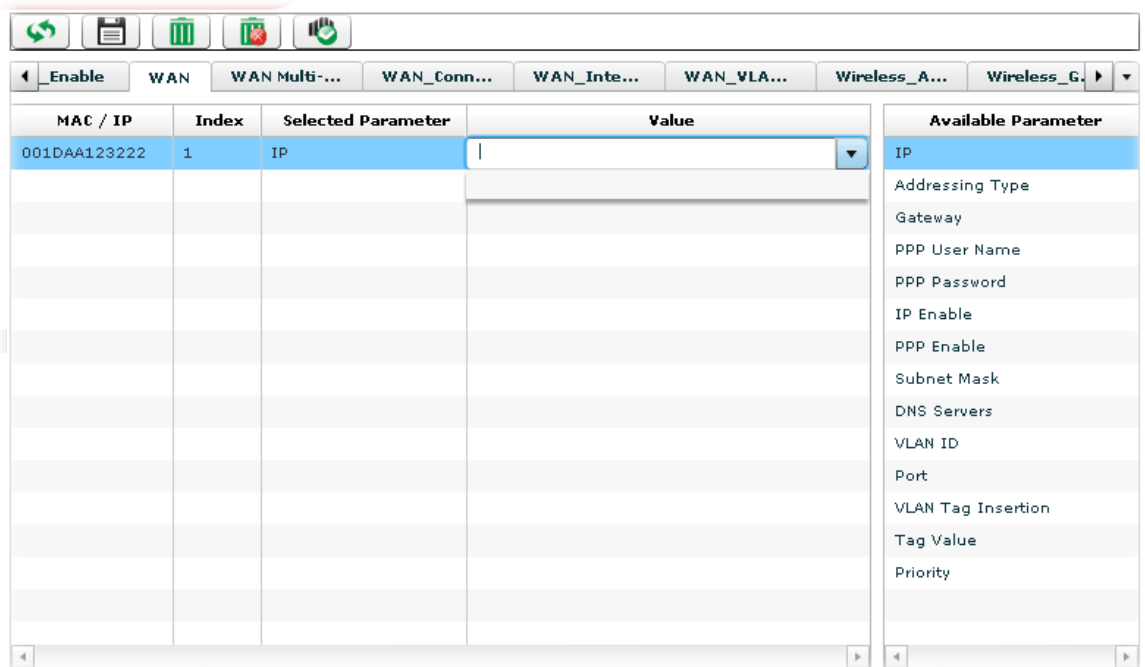 _Enable WAN WAN Multi-... WAN_Conn... WAN_Inte... WAN_VLA... Wireless_A... Wireless_G.
MAC / IP Index Selected Parameter Value Available Parameter
001DAA123222 1 IP IP
Addressing Type
Gateway
PPP User Name
PPP Password
IP Enable
PPP Enable
Subnet Mask
DNS Servers
VLAN ID
Port
VLAN Tag Insertion
Tag Value
Priority